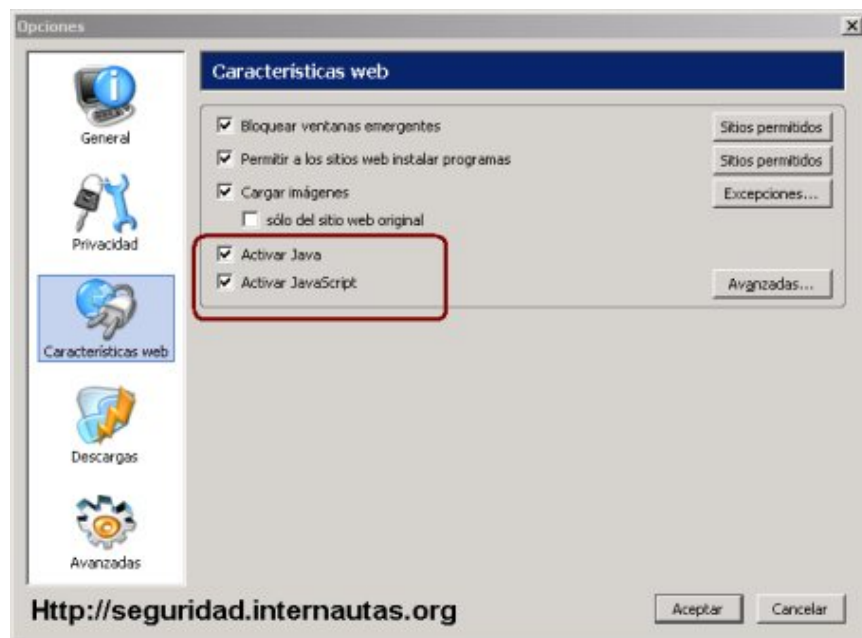 Opciones
Características web
General
Privacidad
Características web
Descargas
Avanzadas
Bloquear ventanas emergentes
Sitios permitidos
Permitir a los sitios web instalar programas
Sitios permitidos
Cargar imágenes
Excepciones...
sólo del sitio web original
Activar Java
Activar JavaScript
Avanzadas...
Http://seguridad.internautas.org
Aceptar
Cancelar